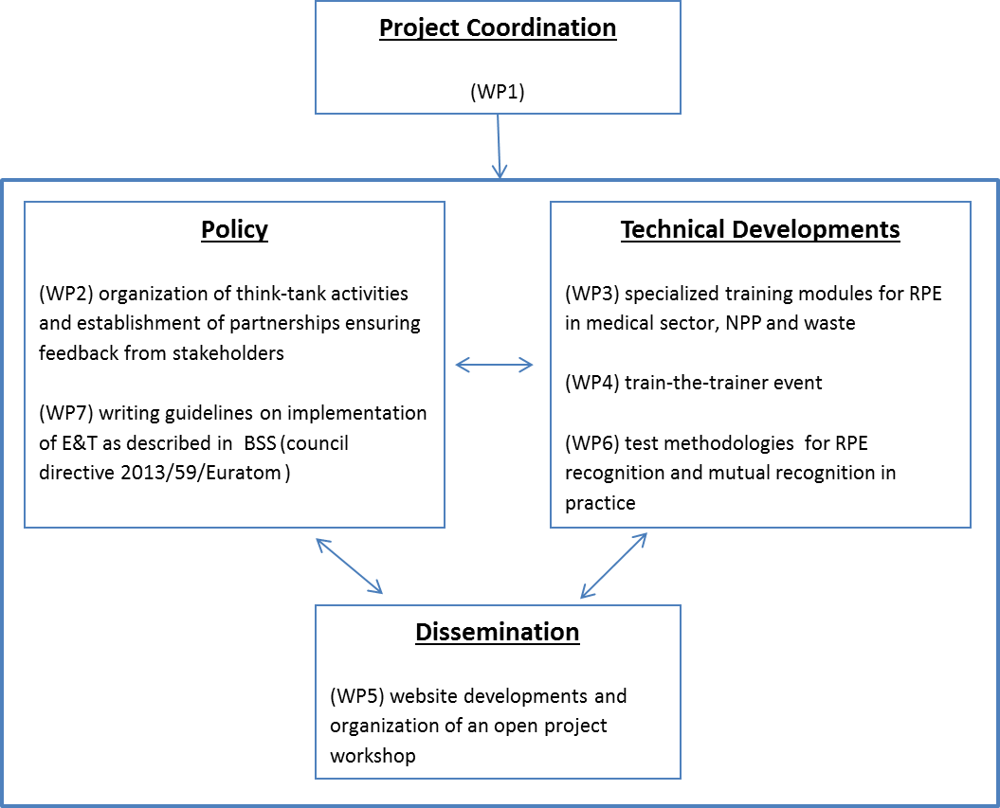 Project Coordination
(WP1)
Policy
(WP2) organization of think-tank activities
and establishment of partnerships ensuring
feedback from stakeholders
(WP7) writing guidelines on implementation
of E&T as described in BSS (council
directive 2013/59/Euratom )
Technical Developments
(WP3) specialized training modules for RPE
in medical sector, NPP and waste
(WP4) train-the-trainer event
(WP6) test methodologies for RPE
recognition and mutual recognition in
practice
Dissemination
(WP5) website developments and
organization of an open project
workshop